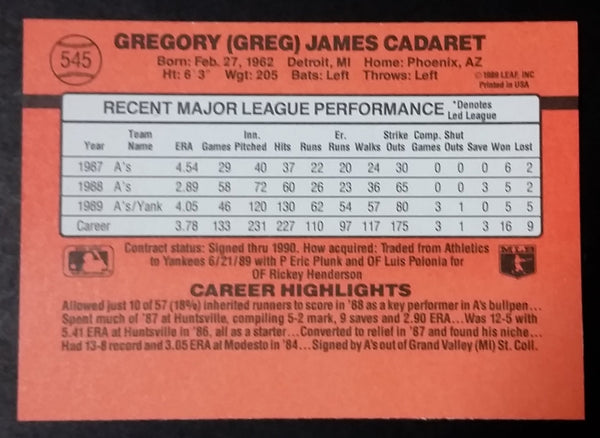 545
GREGORY (GREG) JAMES CADARET
Born: Feb. 27, 1962 Detroit, MI Home: Phoenix, AZ
Ht: 6'3" Wgt: 205 Bats: Left Throws: Left
©1989 LEAF, INC
Printed in USA
RECENT MAJOR LEAGUE PERFORMANCE *Denotes Led League
Year Team Name ERA Games Inn. Pitched Hits Runs Er. Runs Walks Strike Outs Comp. Games Shut Outs Save Won Lost
1987 A's 4.54 29 40 37 22 20 24 30 0 0 0 6 2
1988 A's 2.89 58 72 60 26 23 36 65 0 0 3 5 2
1989 A's/Yank 4.05 46 120 130 62 54 57 80 3 1 0 5 5
Career 3.78 133 231 227 110 97 117 175 3 1 3 16 9
Contract status: Signed thru 1990. How acquired: Traded from Athletics
to Yankees 6/21/89 with P Eric Plunk and OF Luis Polonia for
OF Rickey Henderson
CAREER HIGHLIGHTS
Allowed just 10 of 57 (18%) inherited runners to score in '88 as a key performer in A's bullpen...
Spent much of '87 at Huntsville, compiling 5-2 mark, 9 saves and 2.90 ERA...Was 12-5 with
5.41 ERA at Huntsville in '86, all as a starter...Converted to relief in '87 and found his niche...
Had 13-8 record and 3.05 ERA at Modesto in '84...Signed by A's out of Grand Valley (MI) St. Coll.